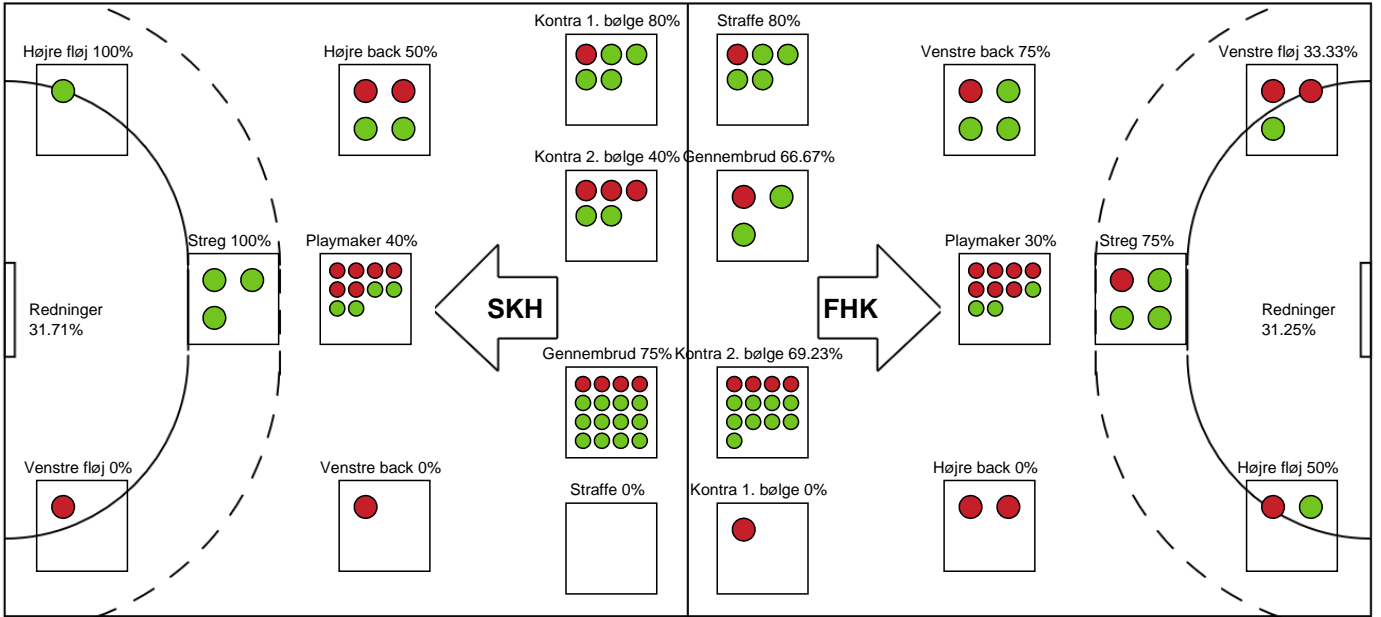 Kontra 1. bølge 80%
Straffe 80%
Højre fløj 100%
Højre back 50%
Venstre back 75%
Venstre fløj 33.33%
Kontra 2. bølge 40%
Gennembrud 66.67%
Streg 100%
Playmaker 40%
Playmaker 30%
Streg 75%
Redninger
31.71%
SKH
FHK
Redninger
31.25%
Gennembrud 75%
Kontra 2. bølge 69.23%
Venstre fløj 0%
Venstre back 0%
Højre back 0%
Højre fløj 50%
Straffe 0%
Kontra 1. bølge 0%